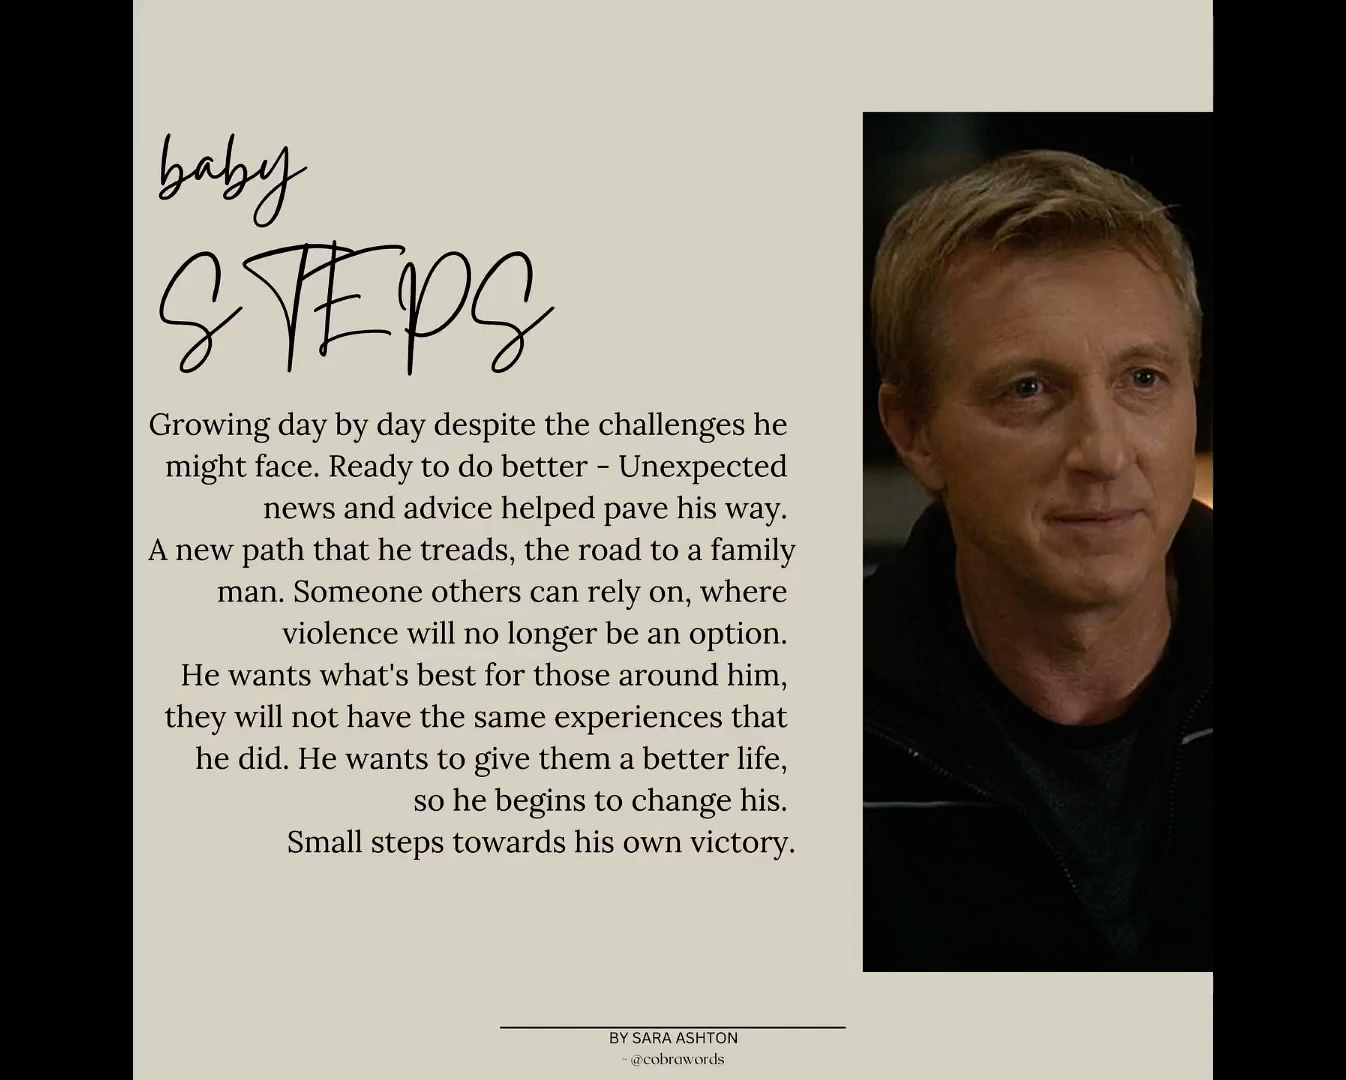 baby
STEPS
Growing day by day despite the challenges he
might face. Ready to do better - Unexpected
news and advice helped pave his way.
A new path that he treads, the road to a family
man. Someone others can rely on, where
violence will no longer be an option.
He wants what's best for those around him,
they will not have the same experiences that
he did. He wants to give them a better life,
so he begins to change his.
Small steps towards his own victory.
BY SARA ASHTON
- @cobrawords